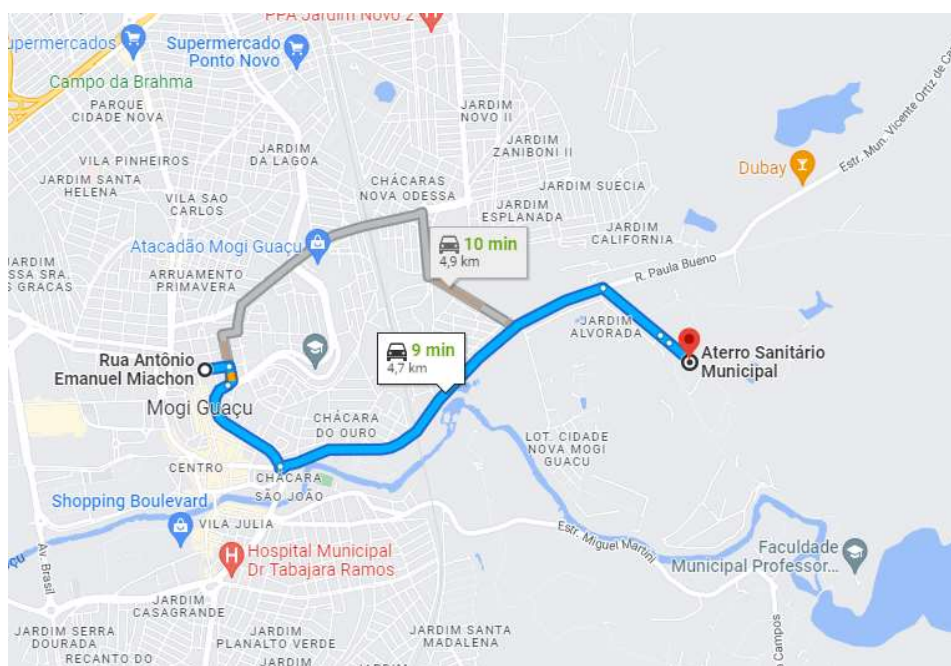 PPA Jardim Novo 2
upermercados
Supermercado
Ponto Novo
Campo da Brahma
PARQUE
CIDADE NOVA
JARDIM
NOVO II
JARDIM
ZANIBONI II
VILA PINHEIROS
JARDIM
DA LAGOA
JARDIM SANTA
HELENA
CHÁCARAS
NOVA ODESSA
JARDIM SUECIA
Dubay
Estr. Mun. Vicente Ortiz de Ca
VILA SAO
CARLOS
JARDIM
ESPLANADA
JARDIM
CALIFORNIA
Atacadão Mogi Guaçu
10 min
4,9 km
JARDIM
SSA SRA.
S GRACAS
ARRUAMENTO
PRIMAVERA
R. Paula Bueno
JARDIM
ALVORADA
Rua Antônio
Emanuel Miachon
9 min
4,7 km
Aterro Sanitário
Municipal
Mogi Guaçu
CHÁCARA
DO OURO
LOT. CIDADE
NOVA MOGI
GUACU
CENTRO
CHÁCARA
SÃO JOÃO
Shopping Boulevard
VILA JULIA
Estr. Miguel Martini
Faculdade
Municipal Professor...
Hospital Municipal
Dr Tabajara Ramos
Av. Brasil
JARDIM
CASAGRANDE
JARDIM SERRA
DOURADA
JARDIM
PLANALTO VERDE
JARDIM SANTA
MADALENA
RECANTO DO
JARDIM
Campos